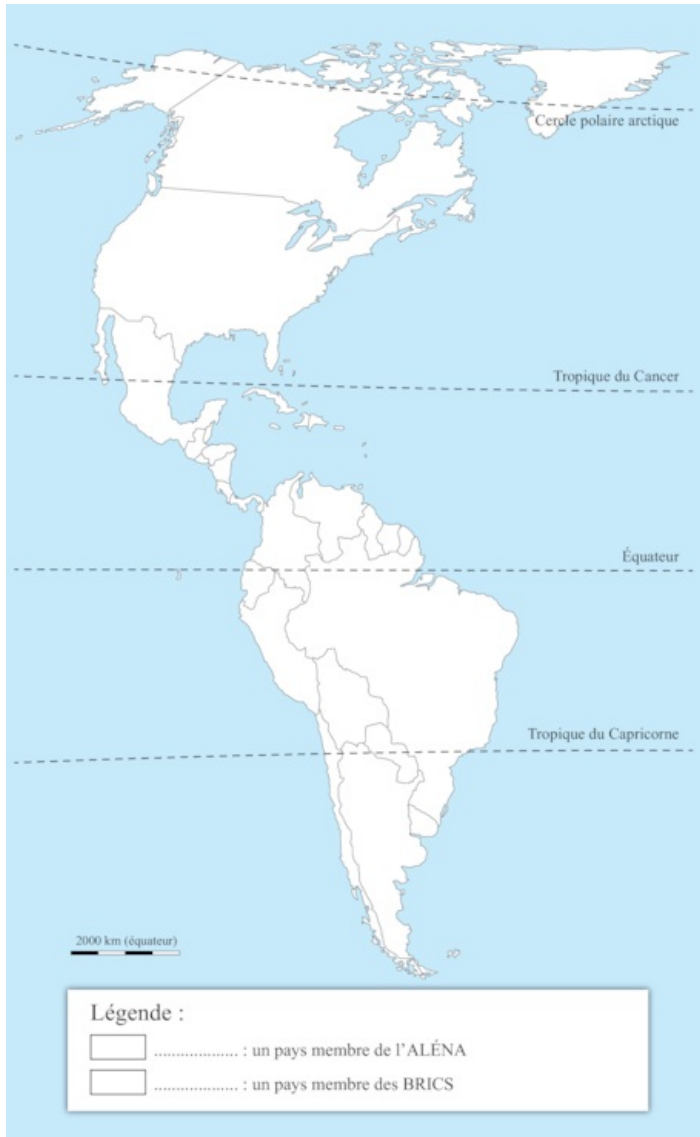 Cercle polaire arctique
Tropique du Cancer
Équateur
Tropique du Capricorne
2000 km (équateur)
Légende :
................... : un pays membre de l'ALÉNA
................... : un pays membre des BRICS